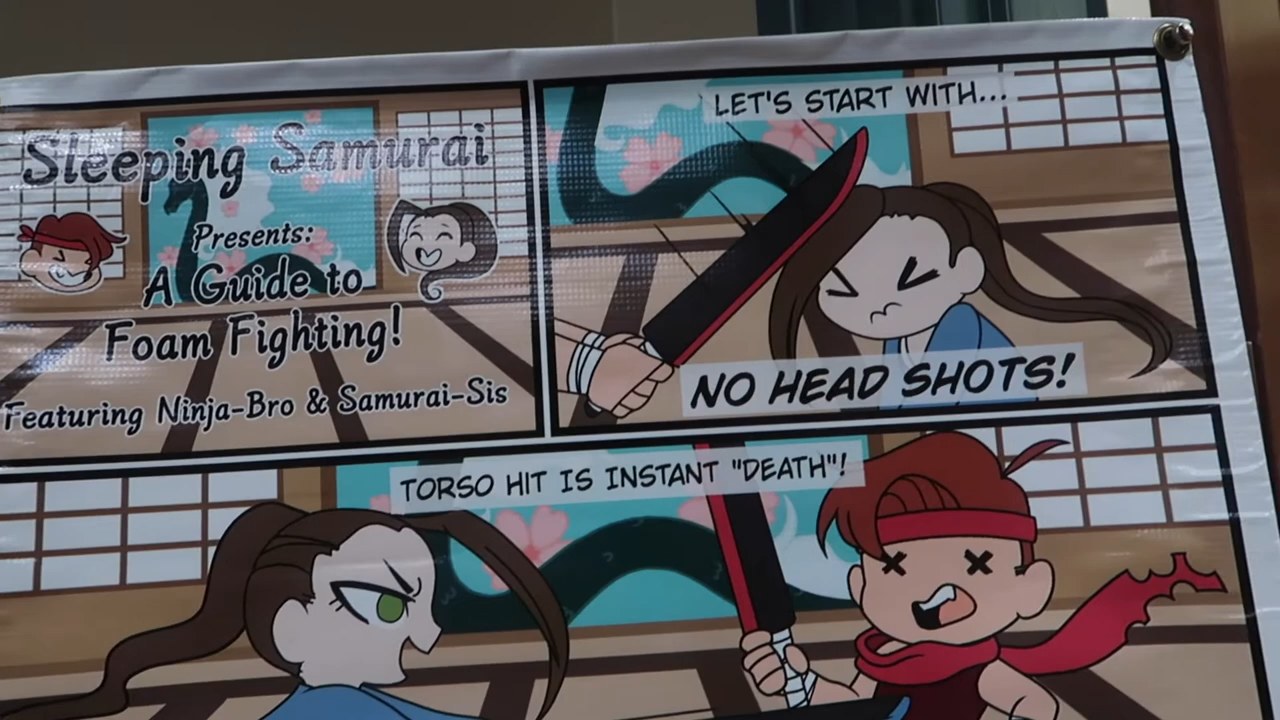 Sleeping Samurai
Presents:
A Guide to
Foam Fighting!
Featuring Ninja-Bro & Samurai-Sis
LET'S START WITH...
NO HEAD SHOTS!
TORSO HIT IS INSTANT "DEATH"!